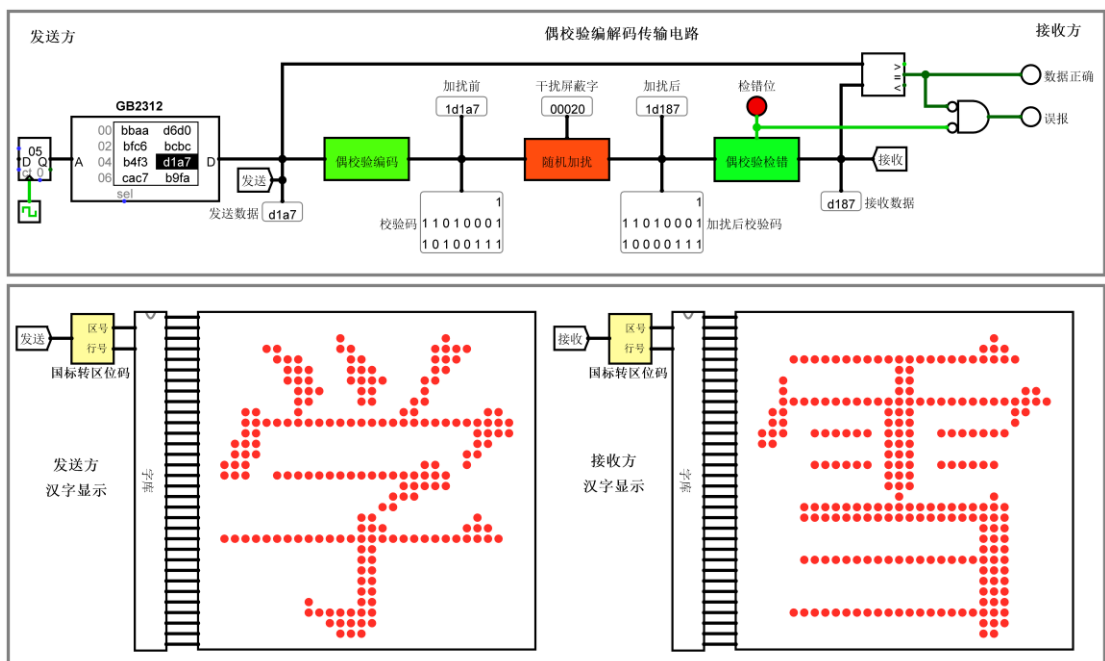 发送方
偶校验编解码传输电路
接收方
GB2312
05
D Q
0
A
00 bbaa d6d0
02 bfc6 bcbc
04 b4f3 d1a7
06 cac7 b9fa
D
sel
发送
发送数据
d1a7
偶校验编码
加扰前
1d1a7
校验码
1
1 1 0 1 0 0 0 1
1 0 1 0 0 1 1 1
干扰屏蔽字
00020
随机加扰
加扰后
1d187
加扰后校验码
1
1 1 0 1 0 0 0 1
1 0 0 0 0 1 1 1
检错位
偶校验检错
接收
d187
接收数据
>
=
<
数据正确
误报
发送
区号
行号
国标转区位码
字库
发送方
汉字显示
学
接收
区号
行号
国标转区位码
字库
接收方
汉字显示
雪